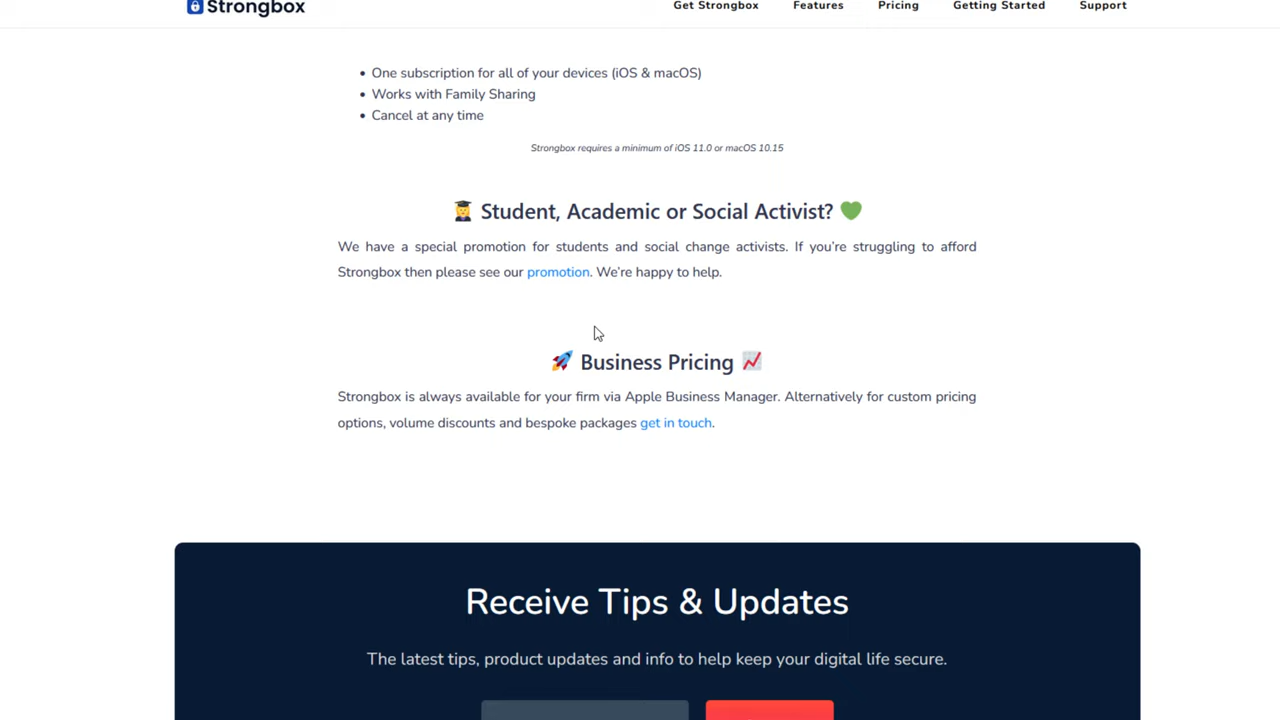 Strongbox
Get Strongbox Features Pricing Getting Started Support
• One subscription for all of your devices (iOS & macOS)
• Works with Family Sharing
• Cancel at any time
Strongbox requires a minimum of iOS 11.0 or macOS 10.15
Student, Academic or Social Activist?
We have a special promotion for students and social change activists. If you're struggling to afford
Strongbox then please see our promotion. We're happy to help.
Business Pricing
Strongbox is always available for your firm via Apple Business Manager. Alternatively for custom pricing
options, volume discounts and bespoke packages get in touch.
Receive Tips & Updates
The latest tips, product updates and info to help keep your digital life secure.